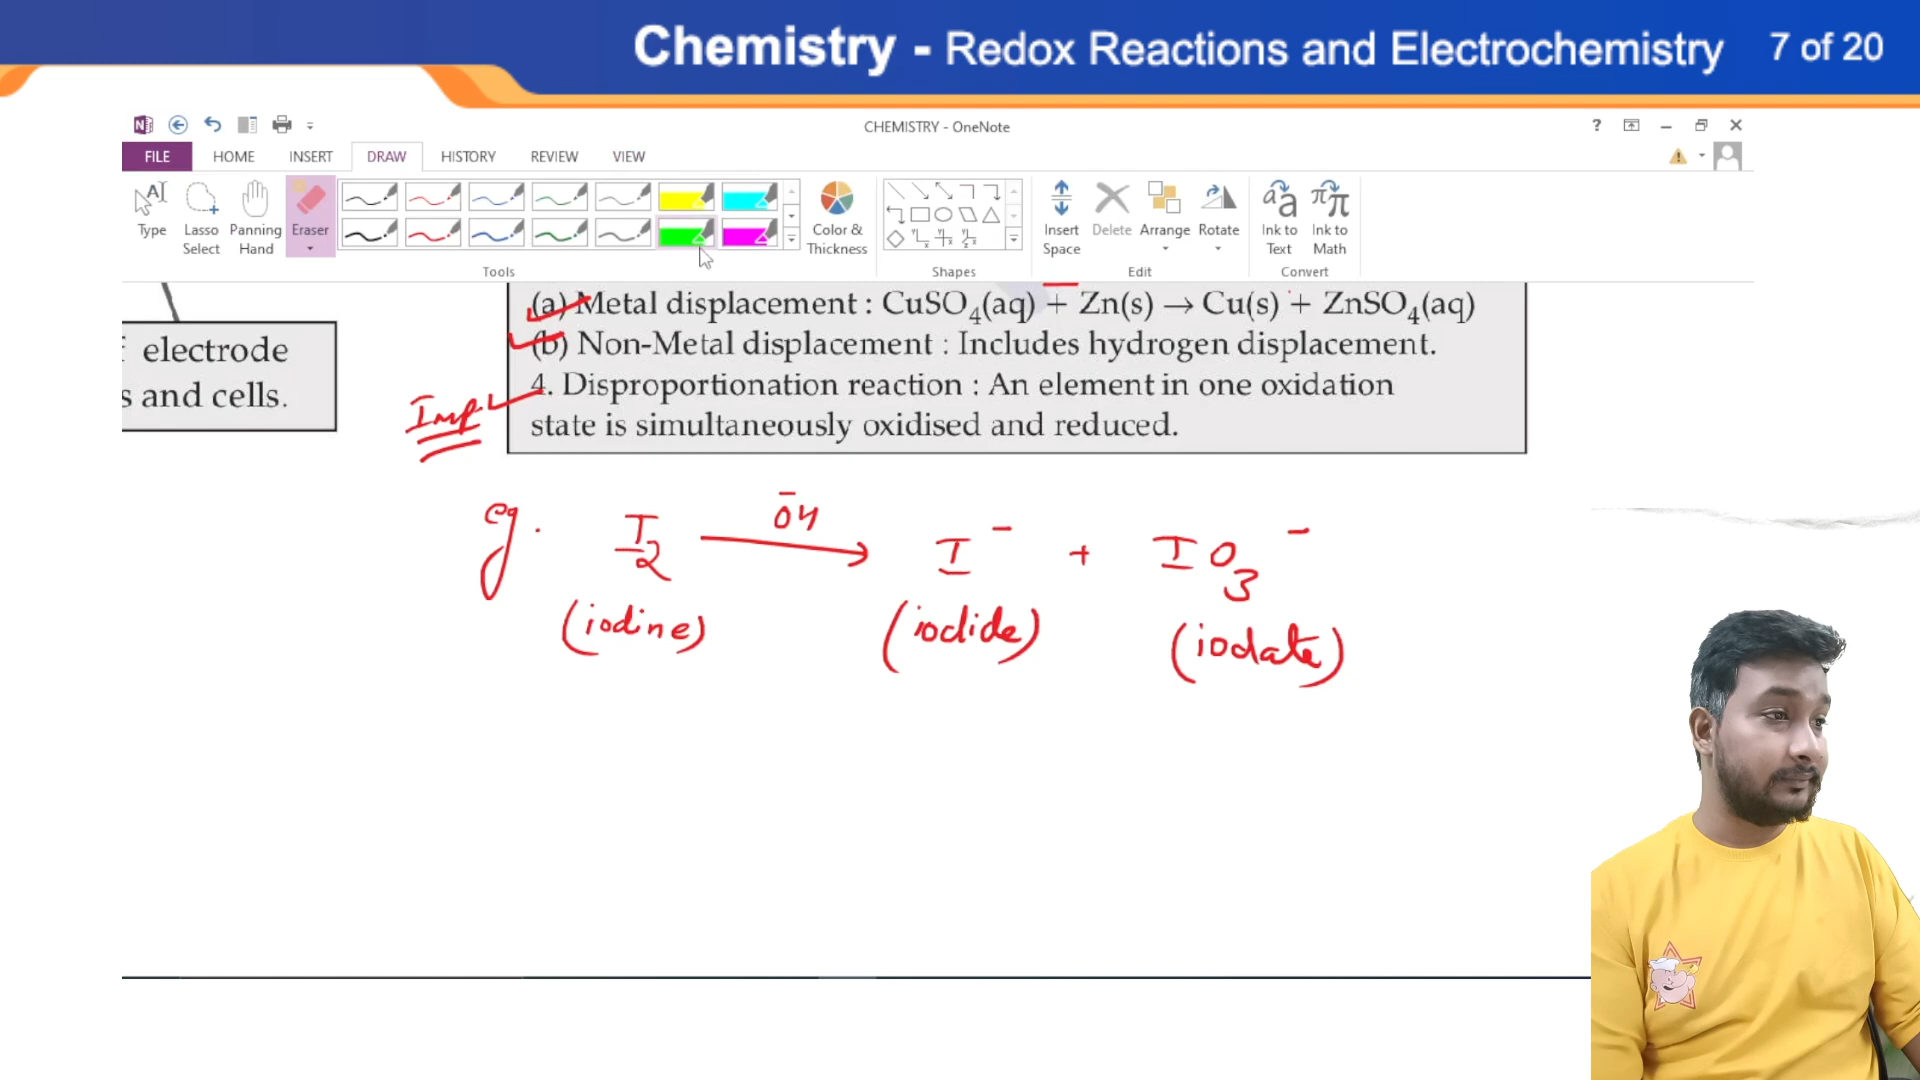 Chemistry - Redox Reactions and Electrochemistry 7 of 20
CHEMISTRY - OneNote
FILE HOME INSERT DRAW HISTORY REVIEW VIEW
Type
Lasso Select
Panning Hand
Eraser
Color & Thickness
Insert Space
Delete
Arrange
Rotate
Ink to Text
Ink to Math
Tools
Shapes
Edit
Convert
electrode
s and cells.
(a) Metal displacement : CuSO₄(aq) + Zn(s) → Cu(s) + ZnSO₄(aq)
(b) Non-Metal displacement : Includes hydrogen displacement.
4. Disproportionation reaction : An element in one oxidation
state is simultaneously oxidised and reduced.
Imp.
eg. I₂ —ŌH→ I⁻ + IO₃⁻
(iodine) (iodide) (iodate)